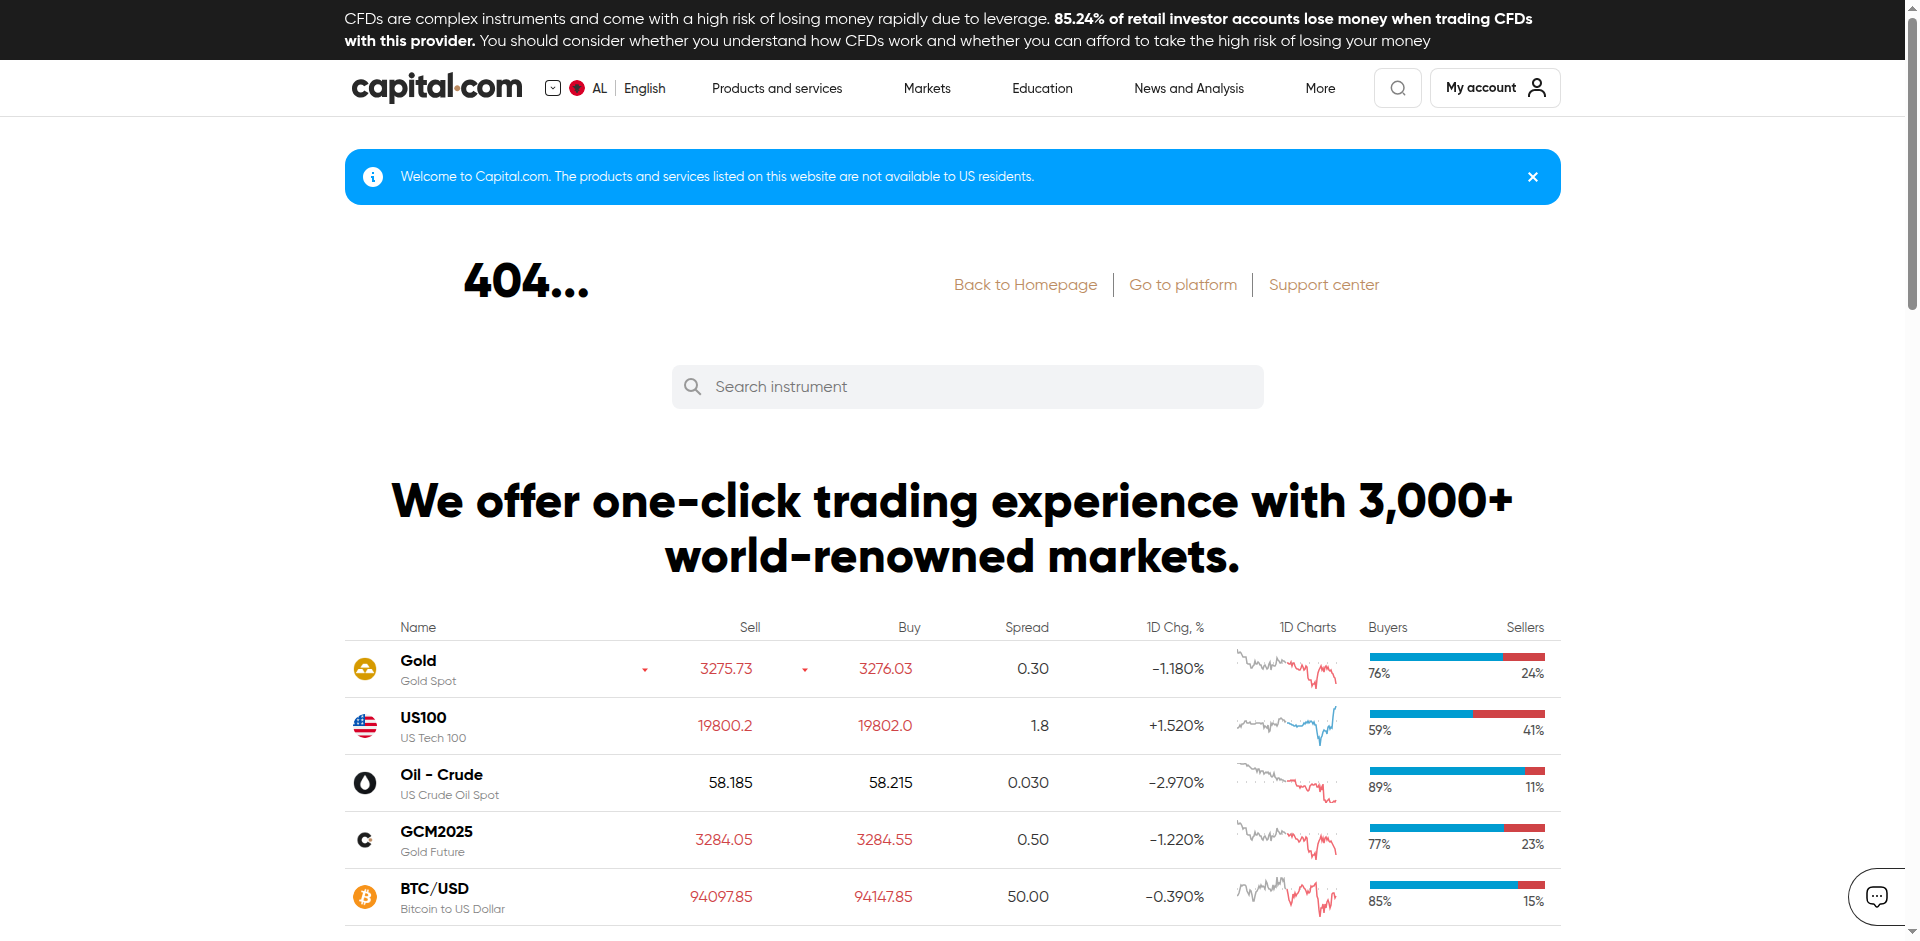 CFDs are complex instruments and come with a high risk of losing money rapidly due to leverage. 85.24% of retail investor accounts lose money when trading CFDs
with this provider. You should consider whether you understand how CFDs work and whether you can afford to take the high risk of losing your money
capital.com AL English Products and services Markets Education News and Analysis More My account
Welcome to Capital.com. The products and services listed on this website are not available to US residents.
404... Back to Homepage Go to platform Support center
Search instrument
We offer one-click trading experience with 3,000+
world-renowned markets.
Name Sell Buy Spread 1D Chg, % 1D Charts Buyers Sellers
Gold 3275.73 3276.03 0.30 -1.180%
Gold Spot 76% 24%
US100 19800.2 19802.0 1.8 +1.520%
US Tech 100 59% 41%
Oil - Crude 58.185 58.215 0.030 -2.970%
US Crude Oil Spot 89% 11%
GCM2025 3284.05 3284.55 0.50 -1.220%
Gold Future 77% 23%
BTC/USD 94097.85 94147.85 50.00 -0.390%
Bitcoin to US Dollar 85% 15%